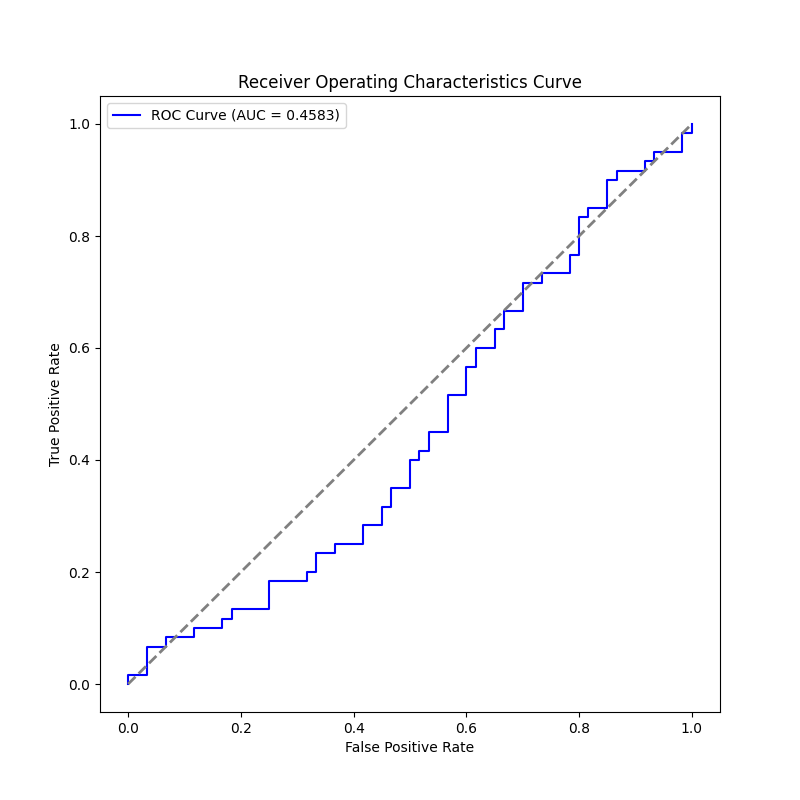 Receiver Operating Characteristics Curve
ROC Curve (AUC = 0.4583)
1.0
0.8
0.6
0.4
0.2
0.0
True Positive Rate
0.0 0.2 0.4 0.6 0.8 1.0
False Positive Rate